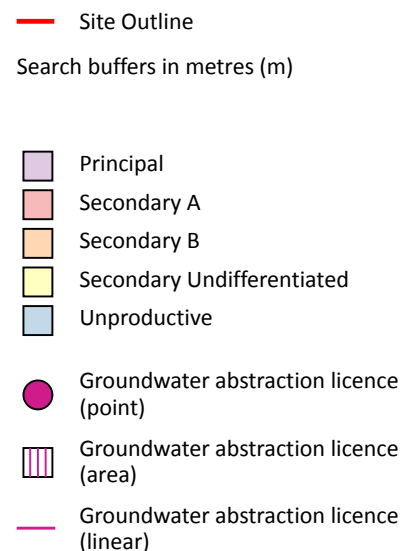 Site Outline
Search buffers in metres (m)
Principal
Secondary A
Secondary B
Secondary Undifferentiated
Unproductive
Groundwater abstraction licence
(point)
Groundwater abstraction licence
(area)
Groundwater abstraction licence
(linear)